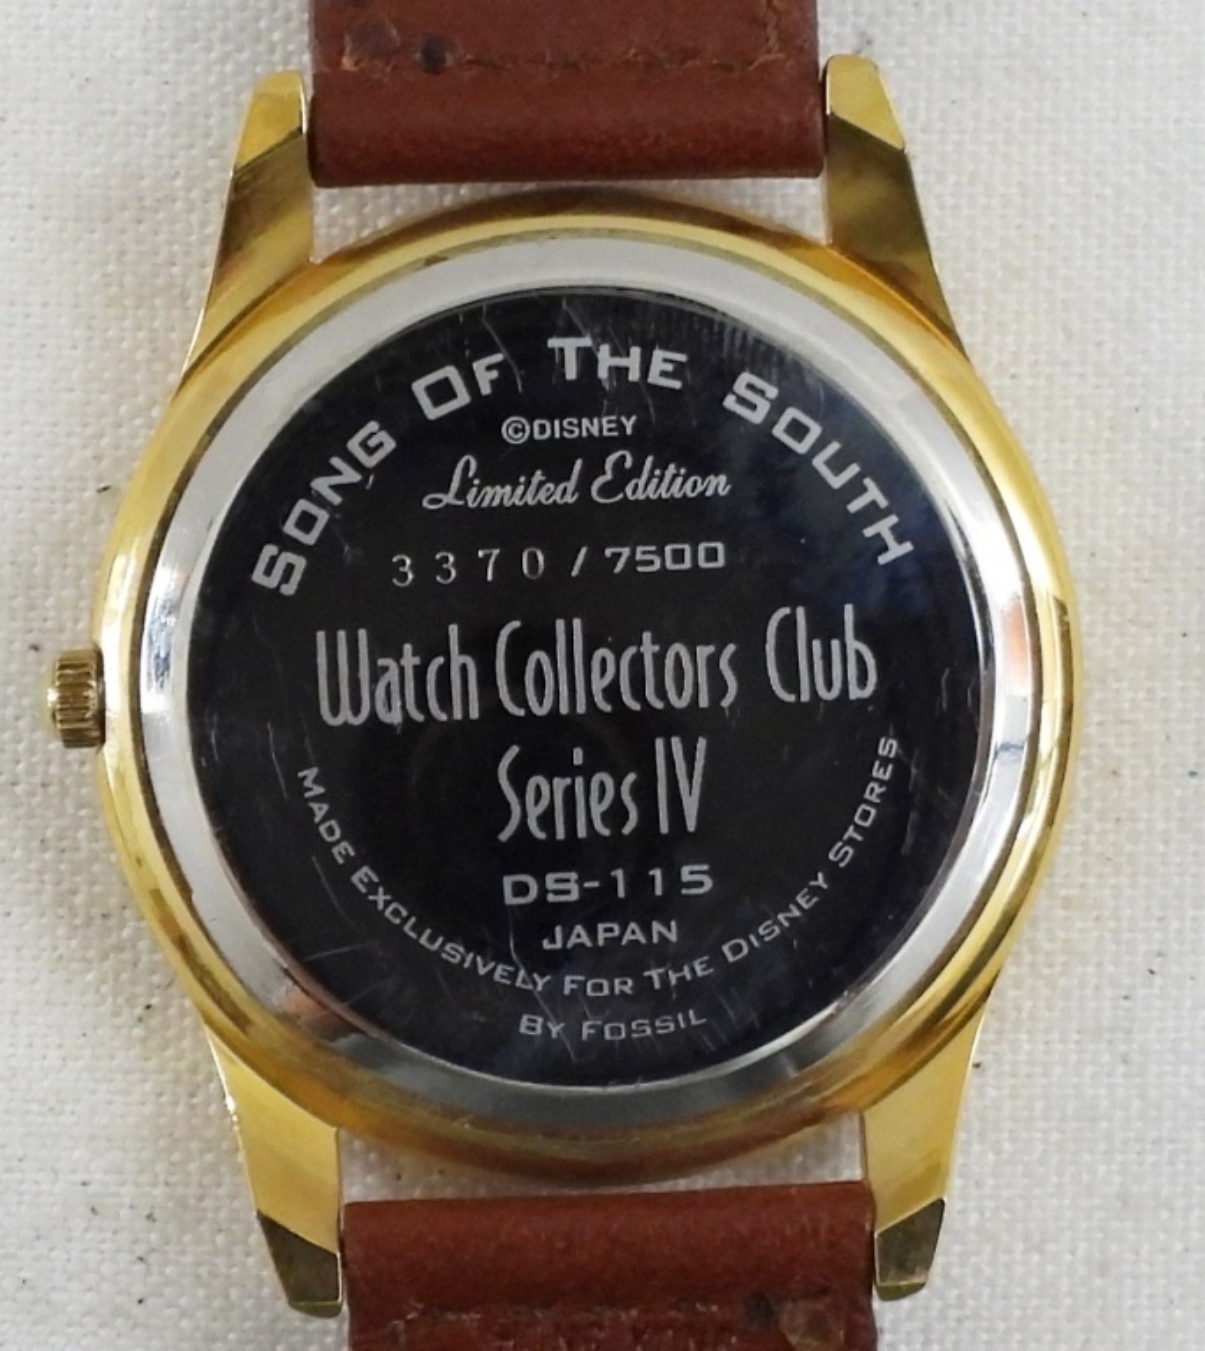 Song Of The South
©DISNEY
Limited Edition
3370/7500
Watch Collectors Club
Series IV
DS-115
JAPAN
Made Exclusively For The Disney Stores
By Fossil